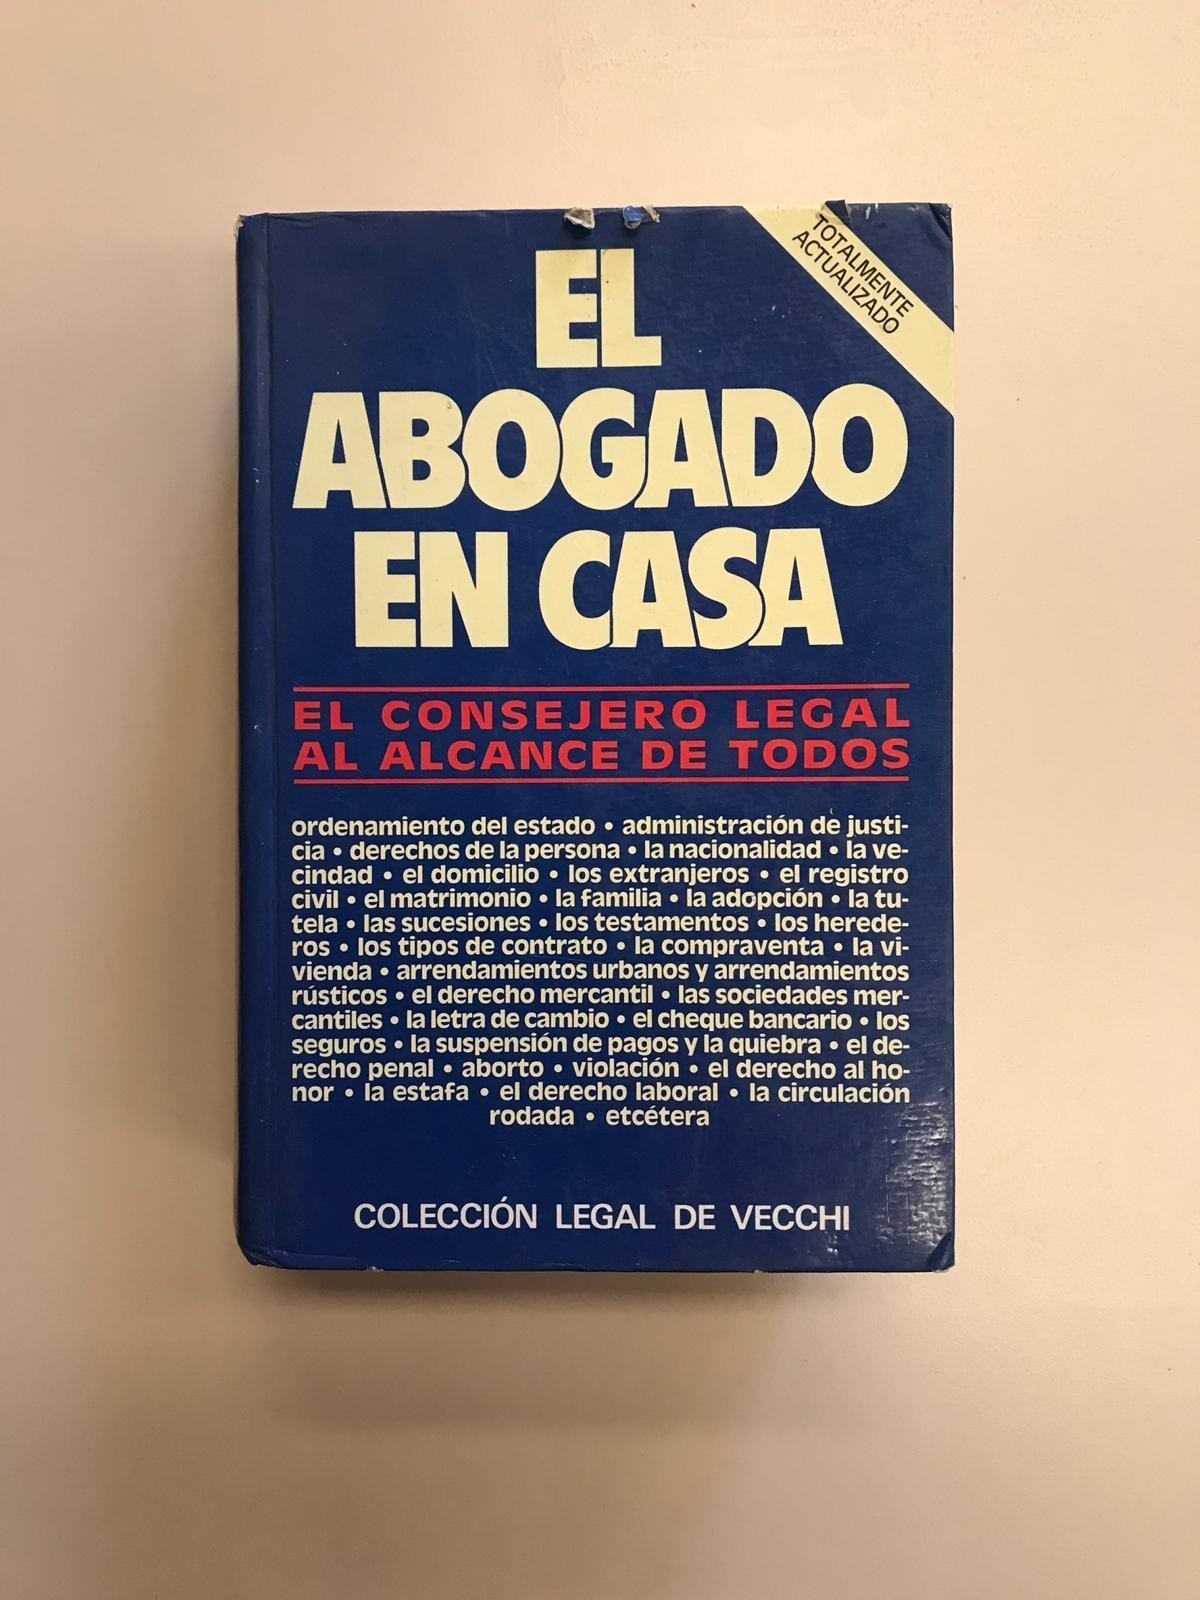 TOTALMENTE
ACTUALIZADO
EL
ABOGADO
EN CASA
EL CONSEJERO LEGAL
AL ALCANCE DE TODOS
ordenamiento del estado • administración de justi-
cia • derechos de la persona • la nacionalidad • la ve-
cindad • el domicilio • los extranjeros • el registro
civil • el matrimonio • la familia • la adopción • la tu-
tela • las sucesiones • los testamentos • los herede-
ros • los tipos de contrato • la compraventa • la vi-
vienda • arrendamientos urbanos y arrendamientos
rústicos • el derecho mercantil • las sociedades mer-
cantiles • la letra de cambio • el cheque bancario • los
seguros • la suspensión de pagos y la quiebra • el de-
recho penal • aborto • violación • el derecho al ho-
nor • la estafa • el derecho laboral • la circulación
rodada • etcétera
COLECCIÓN LEGAL DE VECCHI